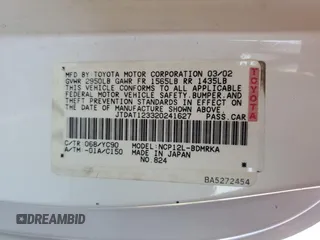 MFD. BY TOYOTA MOTOR CORPORATION 03/02
GVWR 2950LB GAWR FR 1565LB RR 1435LB
THIS VEHICLE CONFORMS TO ALL APPLICABLE
FEDERAL MOTOR VEHICLE SAFETY, BUMPER, AND
THEFT PREVENTION STANDARDS IN EFFECT ON THE
DATE OF MANUFACTURE SHOWN ABOVE.
JTDAT123320241627 PASS. CAR
TOYOTA
C/TR 068/YC90 MODEL NCP12L-BDMRKA
A/TM -01A/C150 MADE IN JAPAN
NO. 824
BA5272454
DREAMBID
dreambid.com